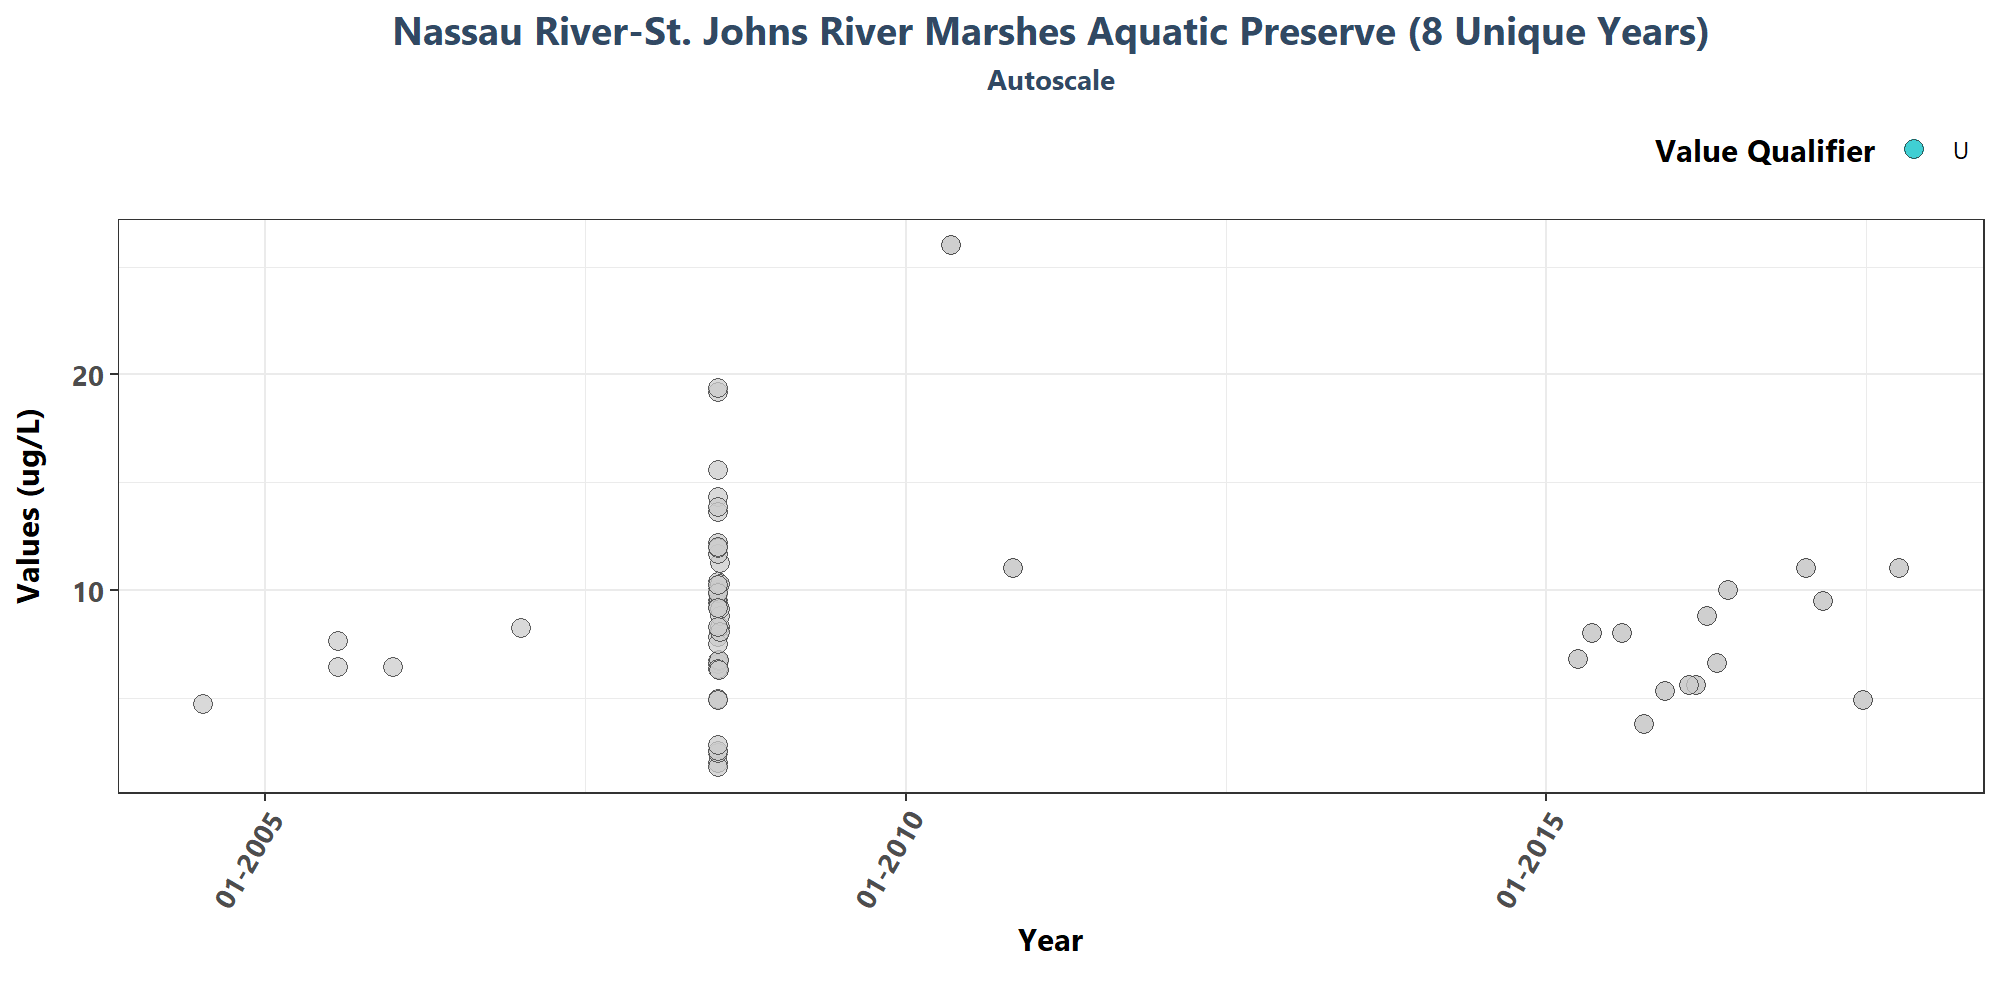 Nassau River-St. Johns River Marshes Aquatic Preserve (8 Unique Years)
Autoscale
Value Qualifier U
Values (ug/L)
20
10
01-2005
01-2010
01-2015
Year